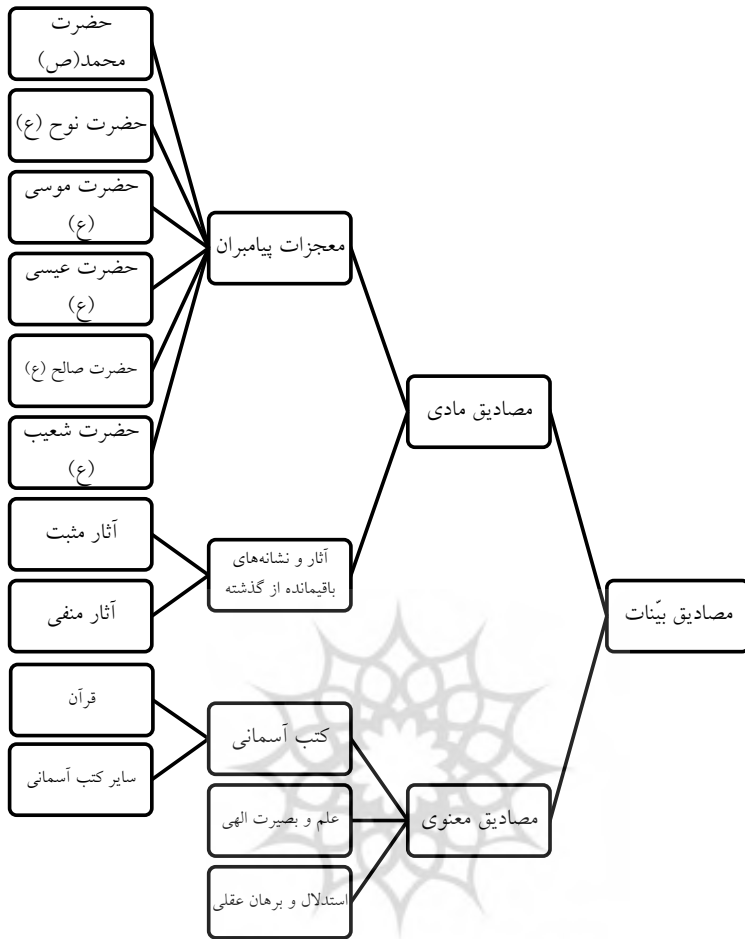 مصادیق بیّنات
مصادیق مادی
معجزات پیامبران
حضرت
محمد(ص)
حضرت نوح (ع)
حضرت موسی
(ع)
حضرت عیسی
(ع)
حضرت صالح (ع)
حضرت شعیب
(ع)
آثار و نشانه‌های
باقیمانده از گذشته
آثار مثبت
آثار منفی
مصادیق معنوی
کتب آسمانی
قرآن
سایر کتب آسمانی
علم و بصیرت الهی
استدلال و برهان عقلی